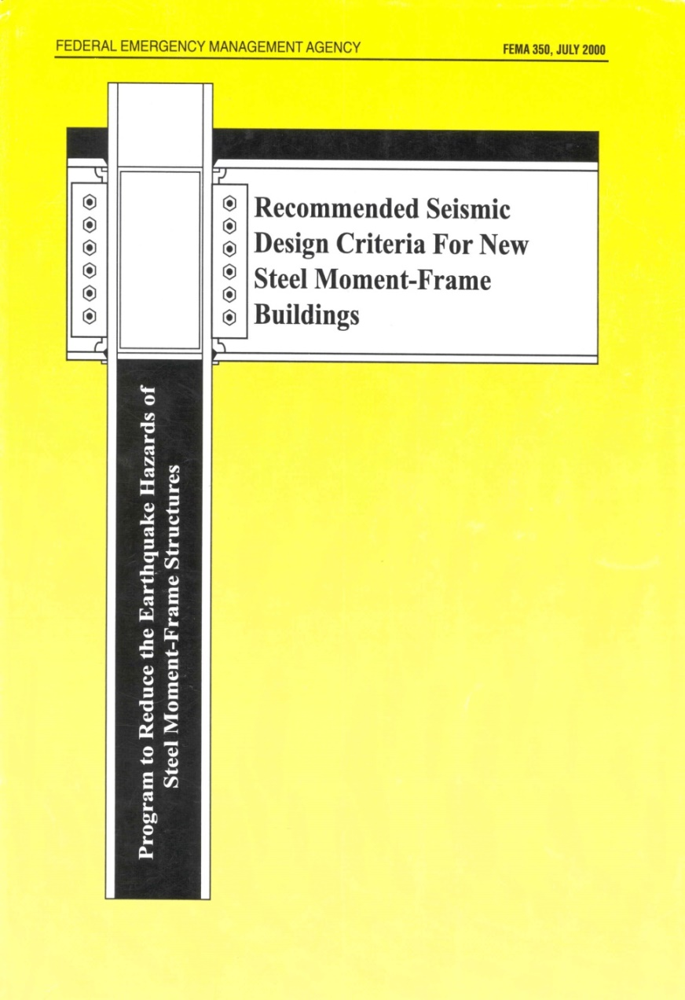 FEDERAL EMERGENCY MANAGEMENT AGENCY
FEMA 350, JULY 2000
Recommended Seismic
Design Criteria For New
Steel Moment-Frame
Buildings
Program to Reduce the Earthquake Hazards of
Steel Moment-Frame Structures